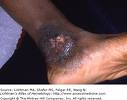 Source: Lichtman MA, Shafer MS, Felgar RE, Wang N:
Lichtman's Atlas of Hematology: http://www.accessmedicine.com
Copyright © The McGraw-Hill Companies, Inc. All rights reserved.